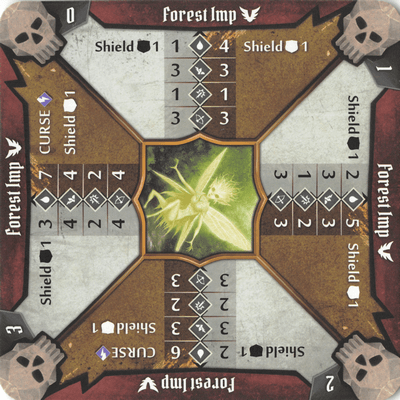 0
Forest Imp
Shield 1 1 4 Shield 1
3 3
1 1
3 3
1
Forest Imp
Shield 1 2 5 Shield 1
3 3
1 2
3 3
2
Forest Imp
Shield 1 2 6 CURSE
3 3 Shield 1
2 2
3 3
3
Forest Imp
Shield 1 3 7 CURSE
4 4 Shield 1
2 2
4 4